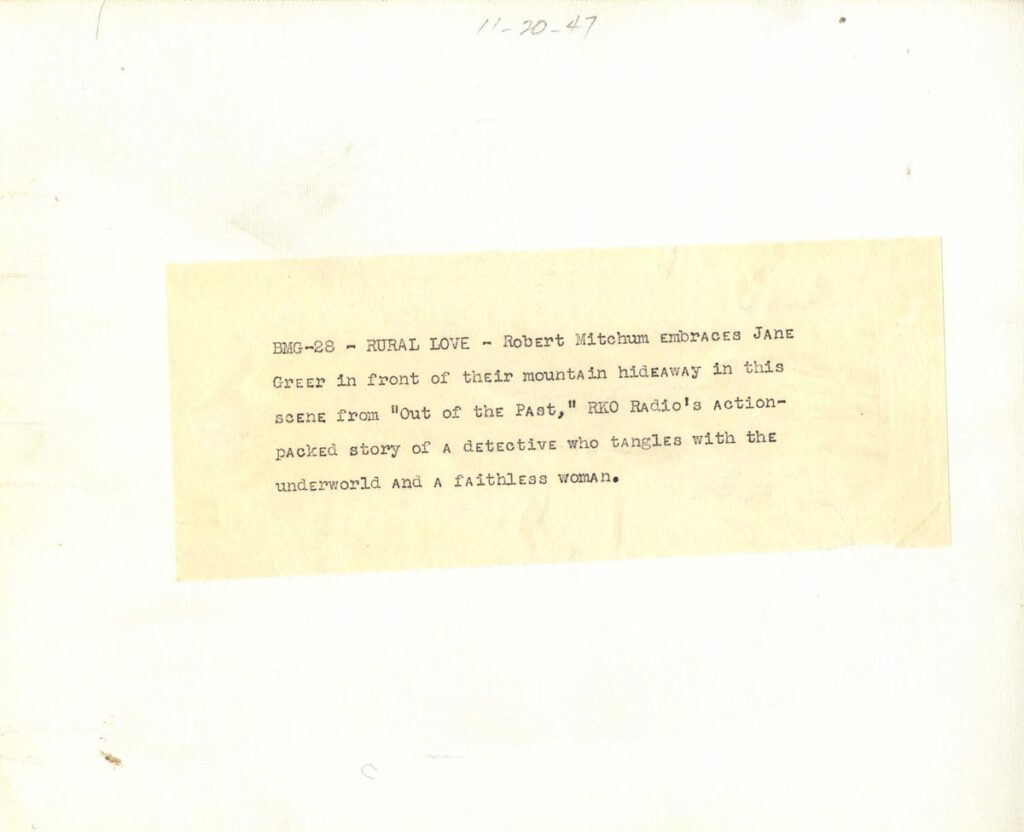 11-20-47
BMG-28 - RURAL LOVE - Robert Mitchum EmbrACEs JANE
GrEEr in front of thEir mountAin hidEAwAy in this
scENE from "Out of thE PAst," RKO RAdio's Action-
pAckEd story of A dEtEctivE who tAnglEs with thE
undErworld And A fAithlEss womAn.